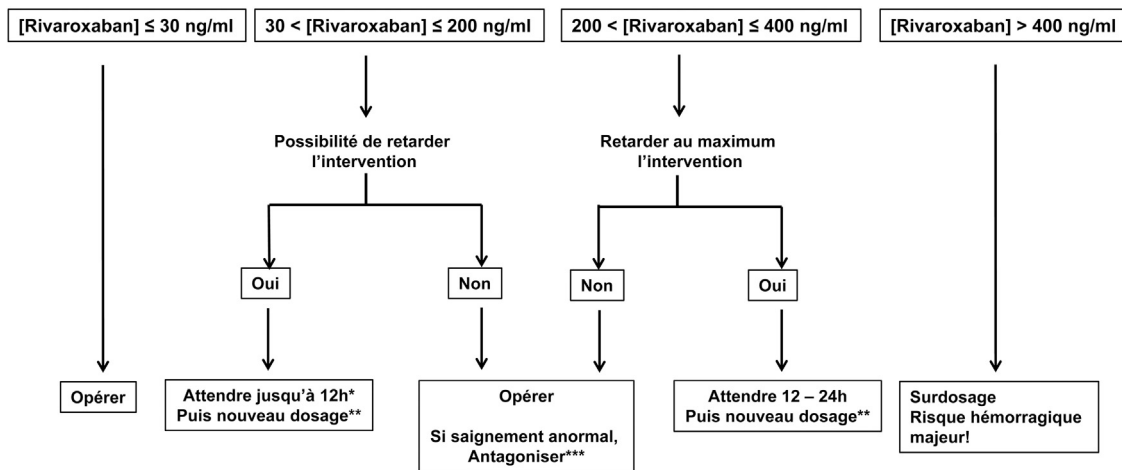 [Rivaroxaban] ≤ 30 ng/ml
30 < [Rivaroxaban] ≤ 200 ng/ml
200 < [Rivaroxaban] ≤ 400 ng/ml
[Rivaroxaban] > 400 ng/ml
Possibilité de retarder
l’intervention
Retarder au maximum
l’intervention
Oui
Non
Non
Oui
Opérer
Attendre jusqu’à 12h*
Puis nouveau dosage**
Opérer
Si saignement anormal,
Antagoniser***
Attendre 12 – 24h
Puis nouveau dosage**
Surdosage
Risque hémorragique
majeur!